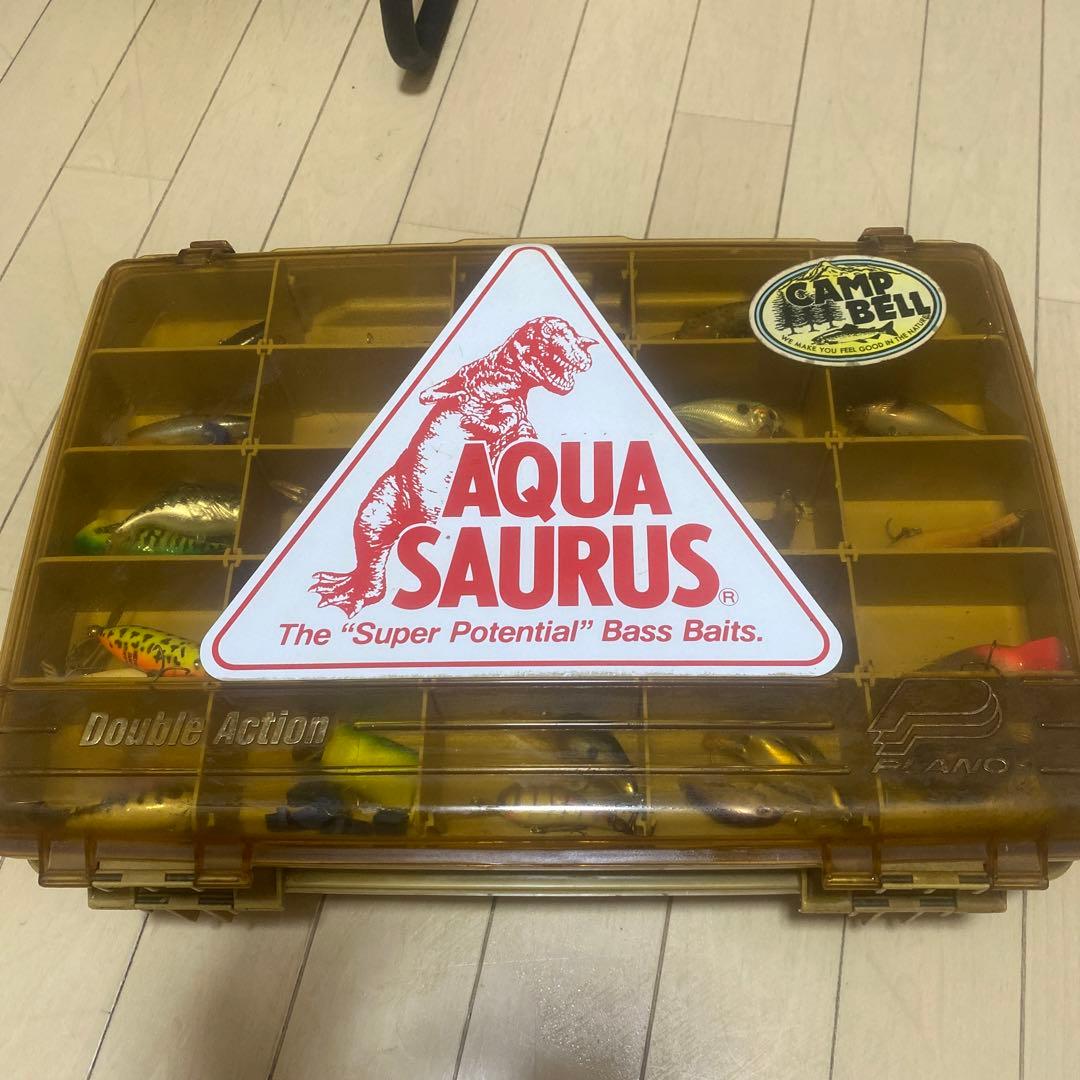 CAMP
BELL
WE MAKE YOU FEEL GOOD IN THE NATURE
AQUA
SAURUS®
The “Super Potential” Bass Baits.
Double Action
PLANO